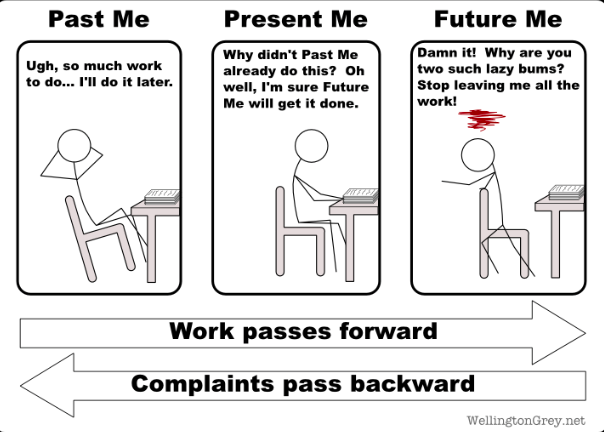 Past Me
Present Me
Future Me
Ugh, so much work
to do... I'll do it later.
Why didn't Past Me
already do this?  Oh
well, I'm sure Future
Me will get it done.
Damn it!  Why are you
two such lazy bums?
Stop leaving me all the
work!
Work passes forward
Complaints pass backward
WellingtonGrey.net